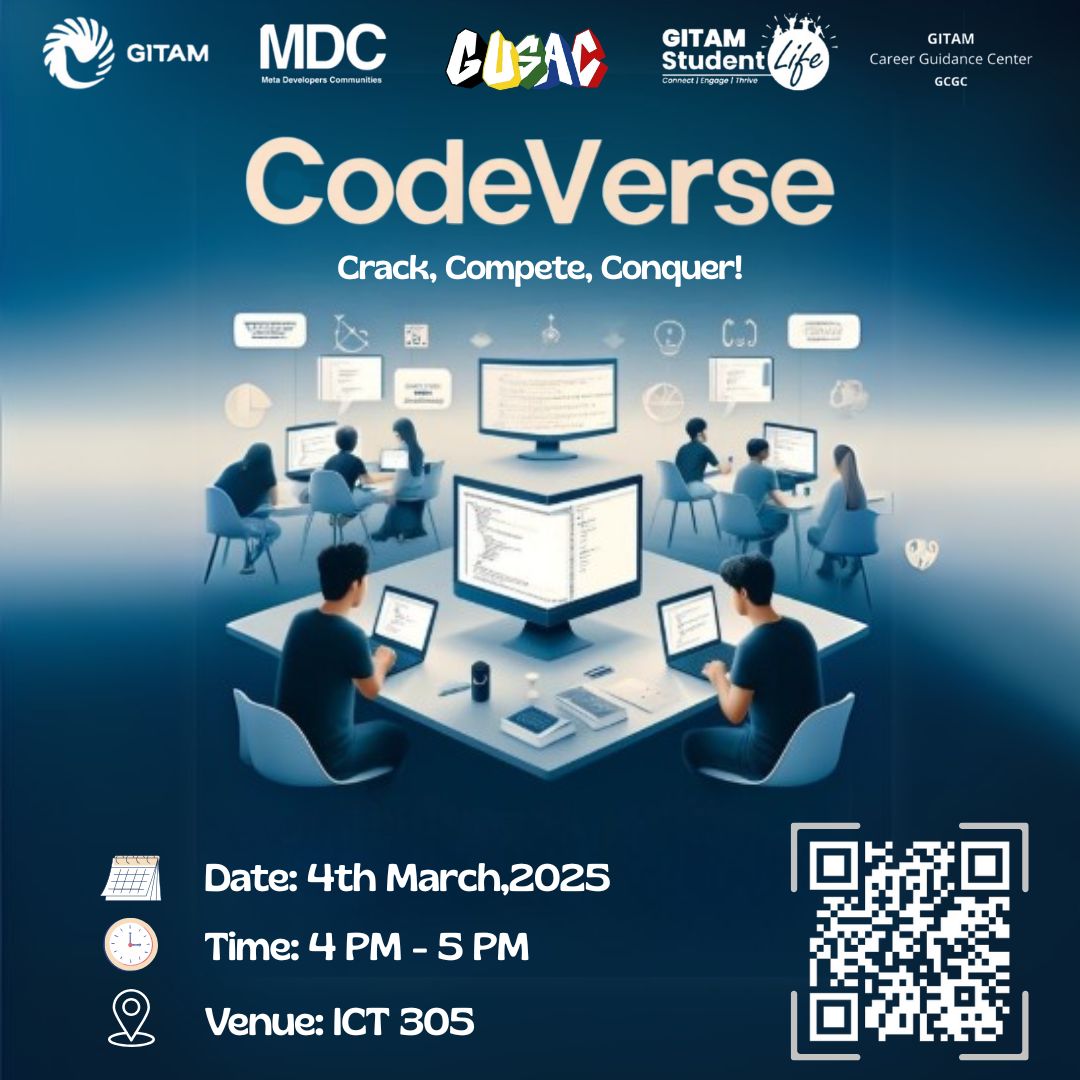 GITAM
MDC
Meta Developers Communities
GUSAC
GITAM
Student Life
Connect | Engage | Thrive
GITAM
Career Guidance Center
GCGC
CodeVerse
Crack, Compete, Conquer!
Date: 4th March,2025
Time: 4 PM - 5 PM
Venue: ICT 305